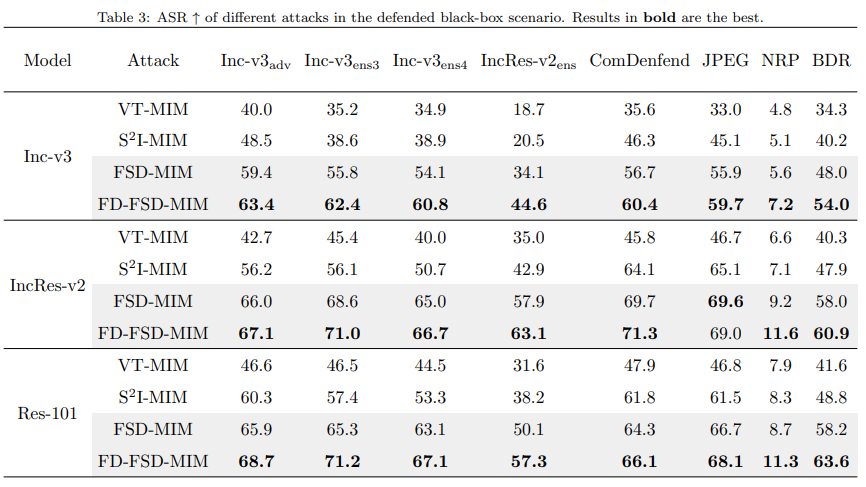 Table 3: ASR ↑ of different attacks in the defended black-box scenario. Results in bold are the best.
Model Attack Inc-v3adv Inc-v3ens3 Inc-v3ens4 IncRes-v2ens ComDenfend JPEG NRP BDR
Inc-v3
VT-MIM 40.0 35.2 34.9 18.7 35.6 33.0 4.8 34.3
S²I-MIM 48.5 38.6 38.9 20.5 46.3 45.1 5.1 40.2
FSD-MIM 59.4 55.8 54.1 34.1 56.7 55.9 5.6 48.0
FD-FSD-MIM 63.4 62.4 60.8 44.6 60.4 59.7 7.2 54.0
IncRes-v2
VT-MIM 42.7 45.4 40.0 35.0 45.8 46.7 6.6 40.3
S²I-MIM 56.2 56.1 50.7 42.9 64.1 65.1 7.1 47.9
FSD-MIM 66.0 68.6 65.0 57.9 69.7 69.6 9.2 58.0
FD-FSD-MIM 67.1 71.0 66.7 63.1 71.3 69.0 11.6 60.9
Res-101
VT-MIM 46.6 46.5 44.5 31.6 47.9 46.8 7.9 41.6
S²I-MIM 60.3 57.4 53.3 38.2 61.8 61.5 8.3 48.8
FSD-MIM 65.9 65.3 63.1 50.1 64.3 66.7 8.7 58.2
FD-FSD-MIM 68.7 71.2 67.1 57.3 66.1 68.1 11.3 63.6